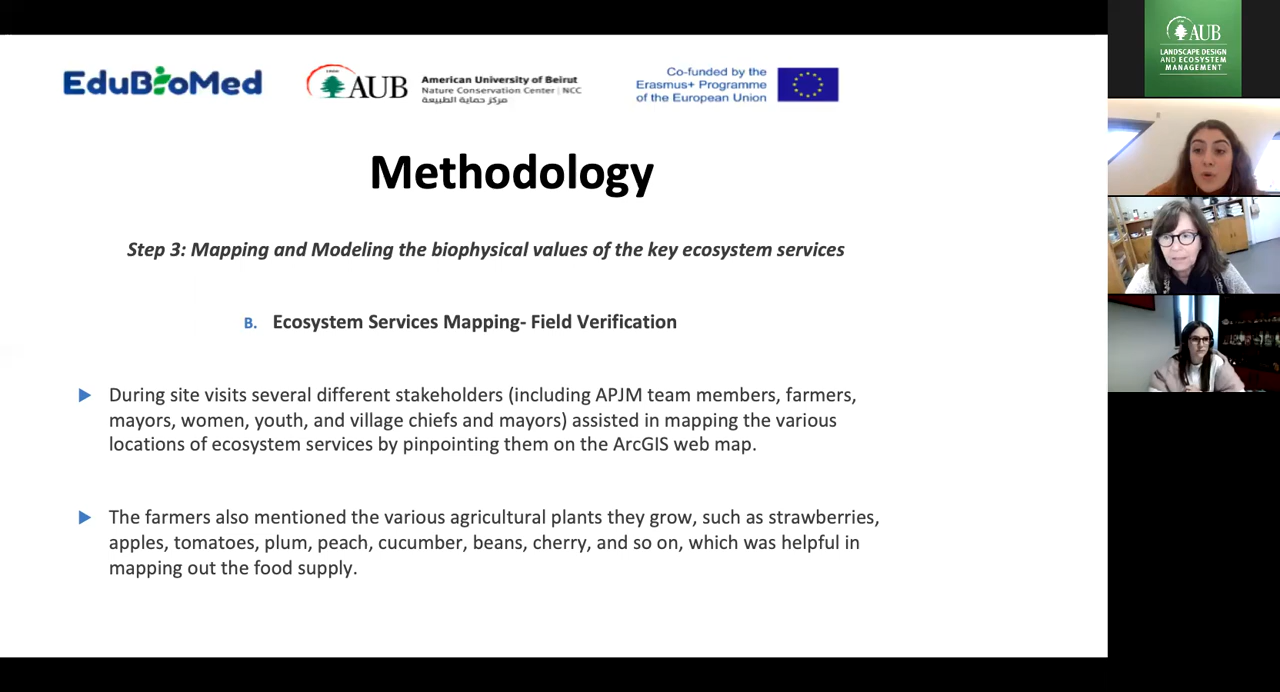 EduBioMed
AUB
American University of Beirut
Nature Conservation Center | NCC
مركز حماية الطبيعة
Co-funded by the
Erasmus+ Programme
of the European Union
Methodology
Step 3: Mapping and Modeling the biophysical values of the key ecosystem services
B. Ecosystem Services Mapping- Field Verification
During site visits several different stakeholders (including APJM team members, farmers,
mayors, women, youth, and village chiefs and mayors) assisted in mapping the various
locations of ecosystem services by pinpointing them on the ArcGIS web map.
The farmers also mentioned the various agricultural plants they grow, such as strawberries,
apples, tomatoes, plum, peach, cucumber, beans, cherry, and so on, which was helpful in
mapping out the food supply.
AUB
LANDSCAPE DESIGN
AND ECOSYSTEM
MANAGEMENT